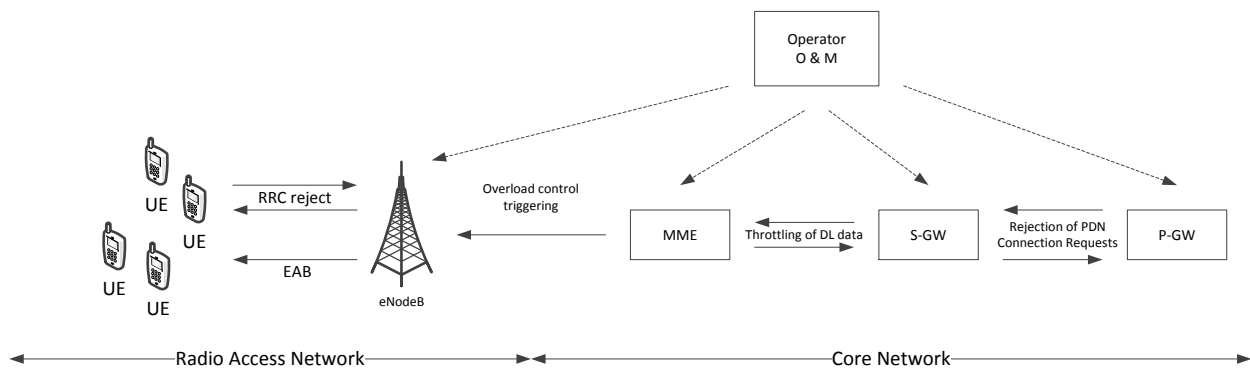 Operator
O & M
UE
RRC reject
UE
UE
UE
EAB
eNodeB
Overload control
triggering
MME
Throttling of DL data
S-GW
Rejection of PDN
Connection Requests
P-GW
Radio Access Network
Core Network